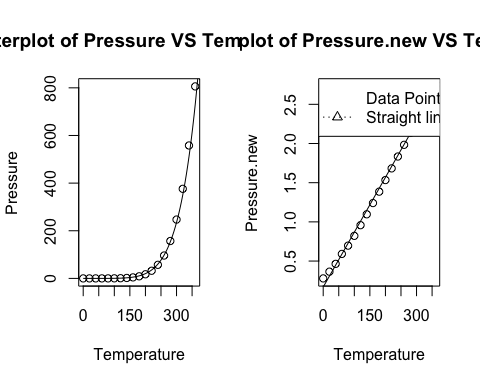 terplot of Pressure VS Tem
plot of Pressure.new VS Te
Pressure
0 200 400 600 800
0 150 300
Temperature
Pressure.new
0.5 1.0 1.5 2.0 2.5
Data Point
Straight lin
0 150 300
Temperature